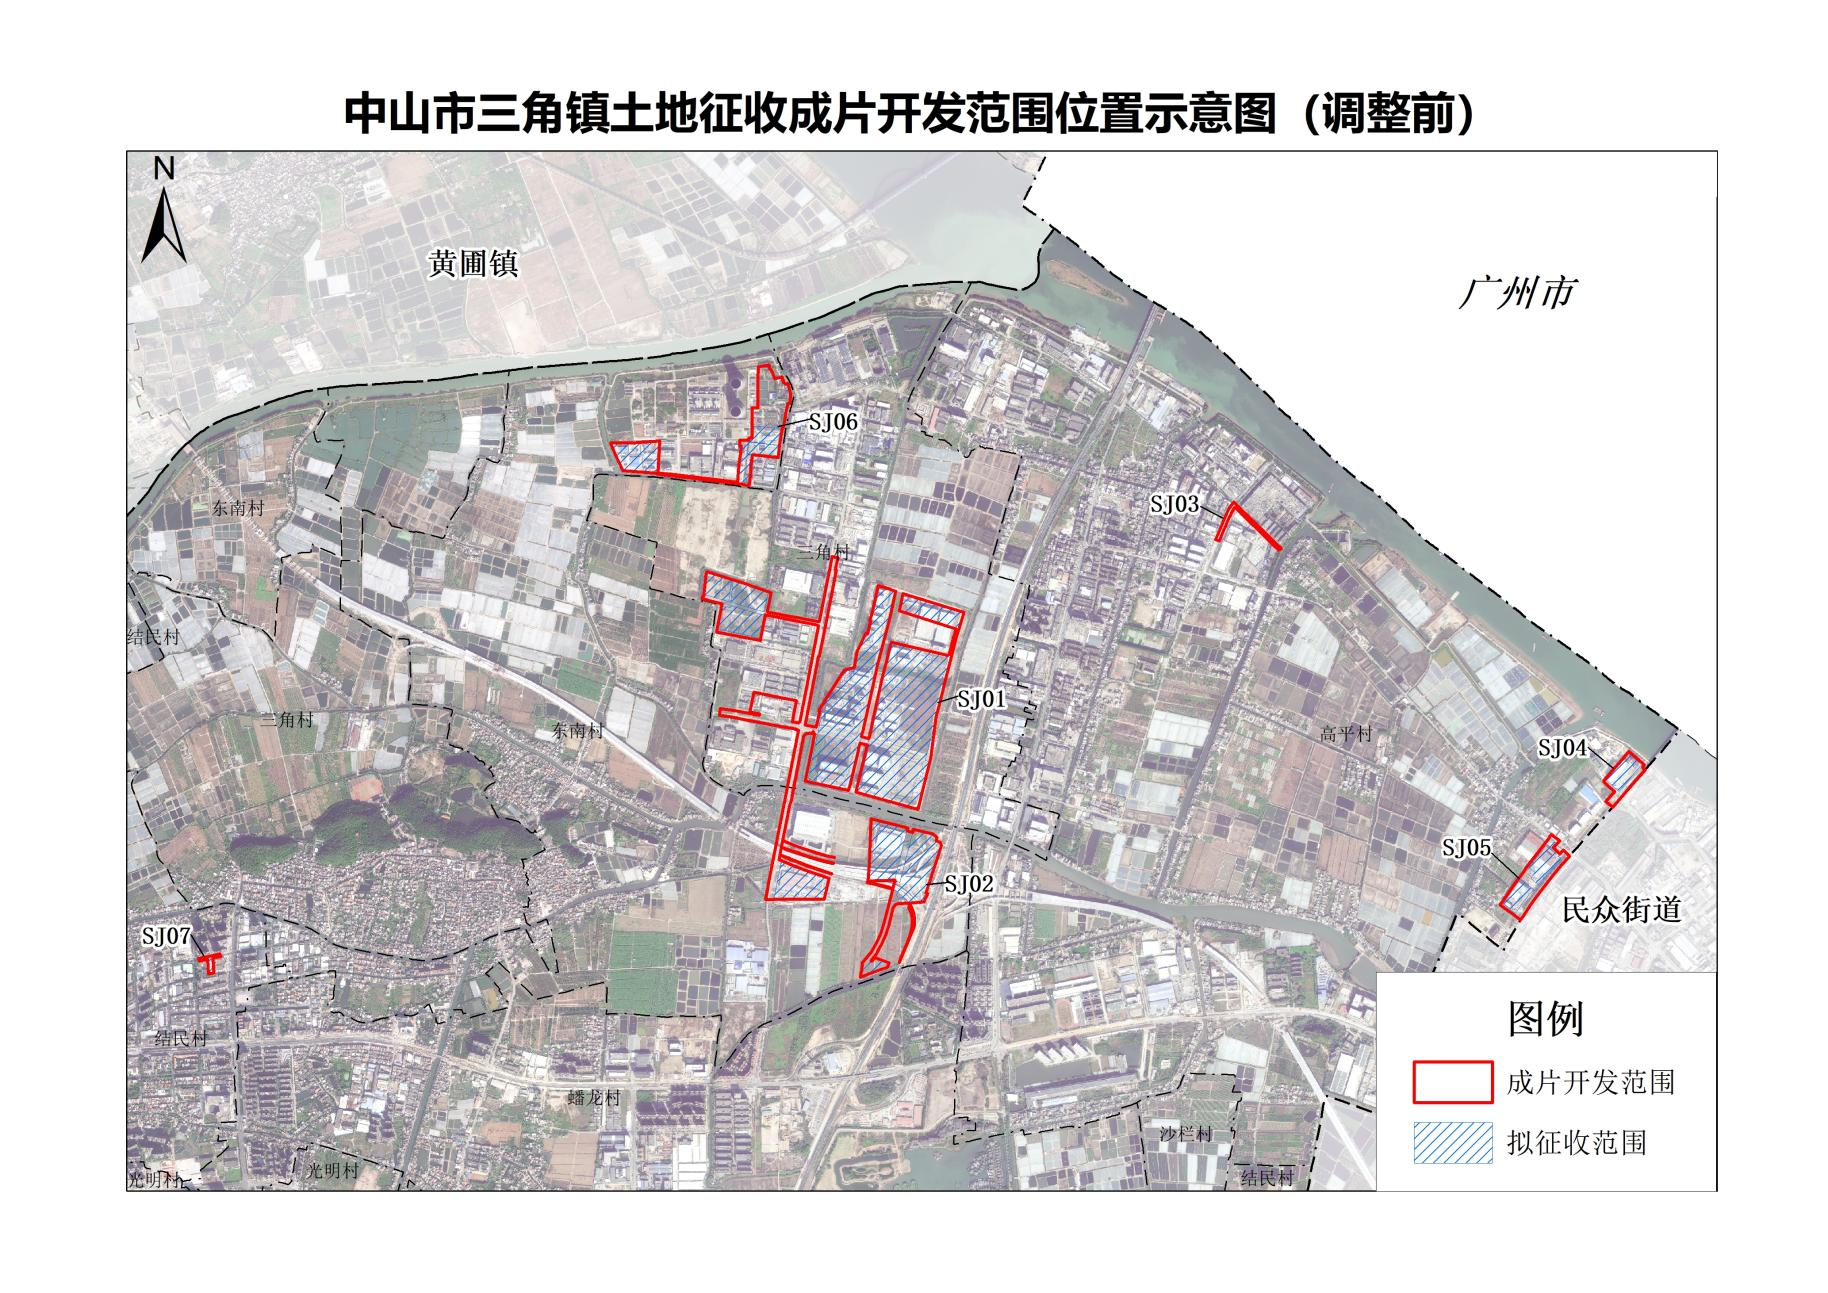 中山市三角镇土地征收成片开发范围位置示意图（调整前）
N
黄圃镇
广州市
SJ06
东南村
SJ03
三角村
结民村
SJ01
三角村
东南村
高平村
SJ04
SJ05
SJ02
民众街道
SJ07
结民村
蟠龙村
沙栏村
光明村
光明村
结民村
图例
成片开发范围
拟征收范围